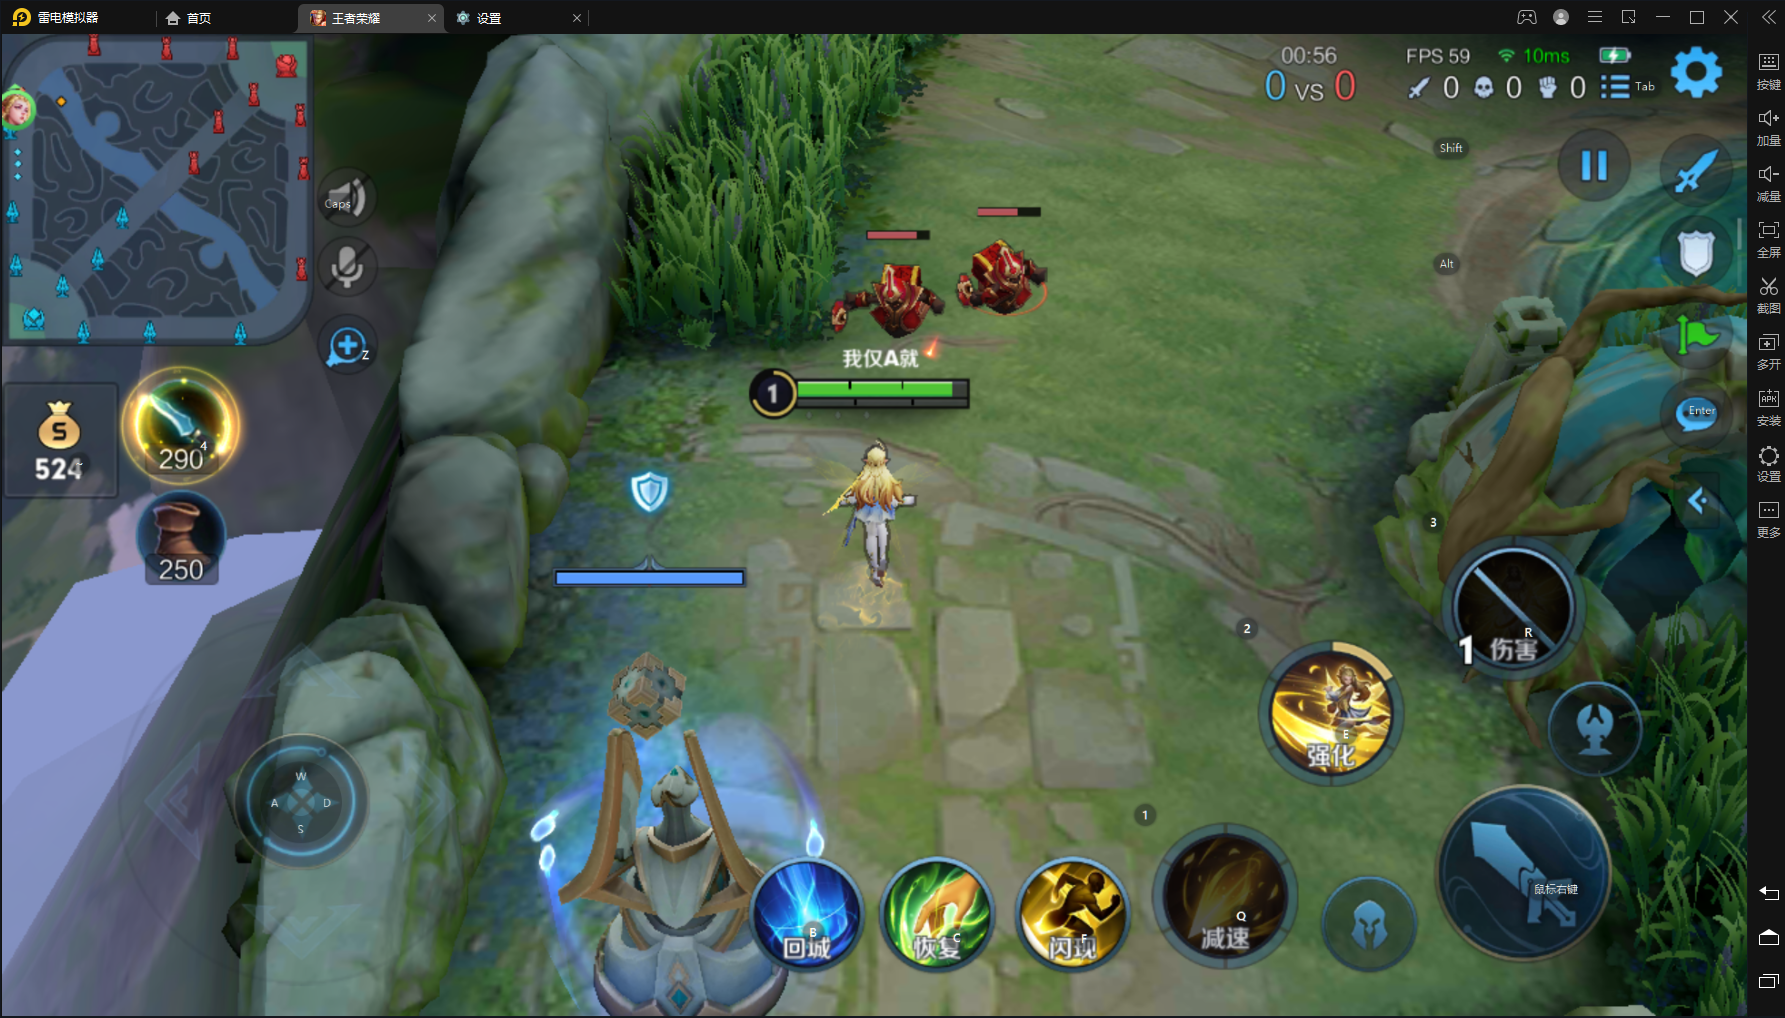 雷电模拟器
首页
王者荣耀
设置
00:56
FPS 59
10ms
0 VS 0
0
0
0
Tab
按键
加量
减量
全屏
截图
多开
安装
设置
更多
APK
Shift
Alt
Caps
Z
Enter
524
290
4
250
我仅A就
1
3
2
1
R
1 伤害
E
强化
W
A
D
S
B
回城
C
恢复
F
闪现
Q
减速
鼠标右键